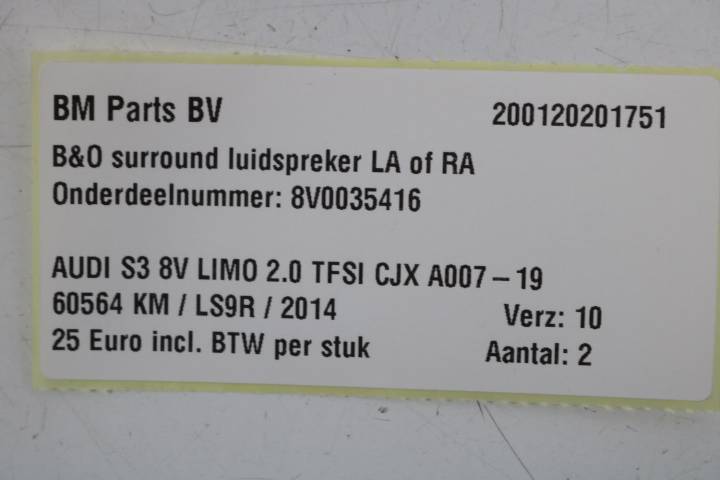 BM Parts BV 200120201751
B&O surround luidspreker LA of RA
Onderdeelnummer: 8V0035416
AUDI S3 8V LIMO 2.0 TFSI CJX A007 – 19
60564 KM / LS9R / 2014 Verz: 10
25 Euro incl. BTW per stuk Aantal: 2